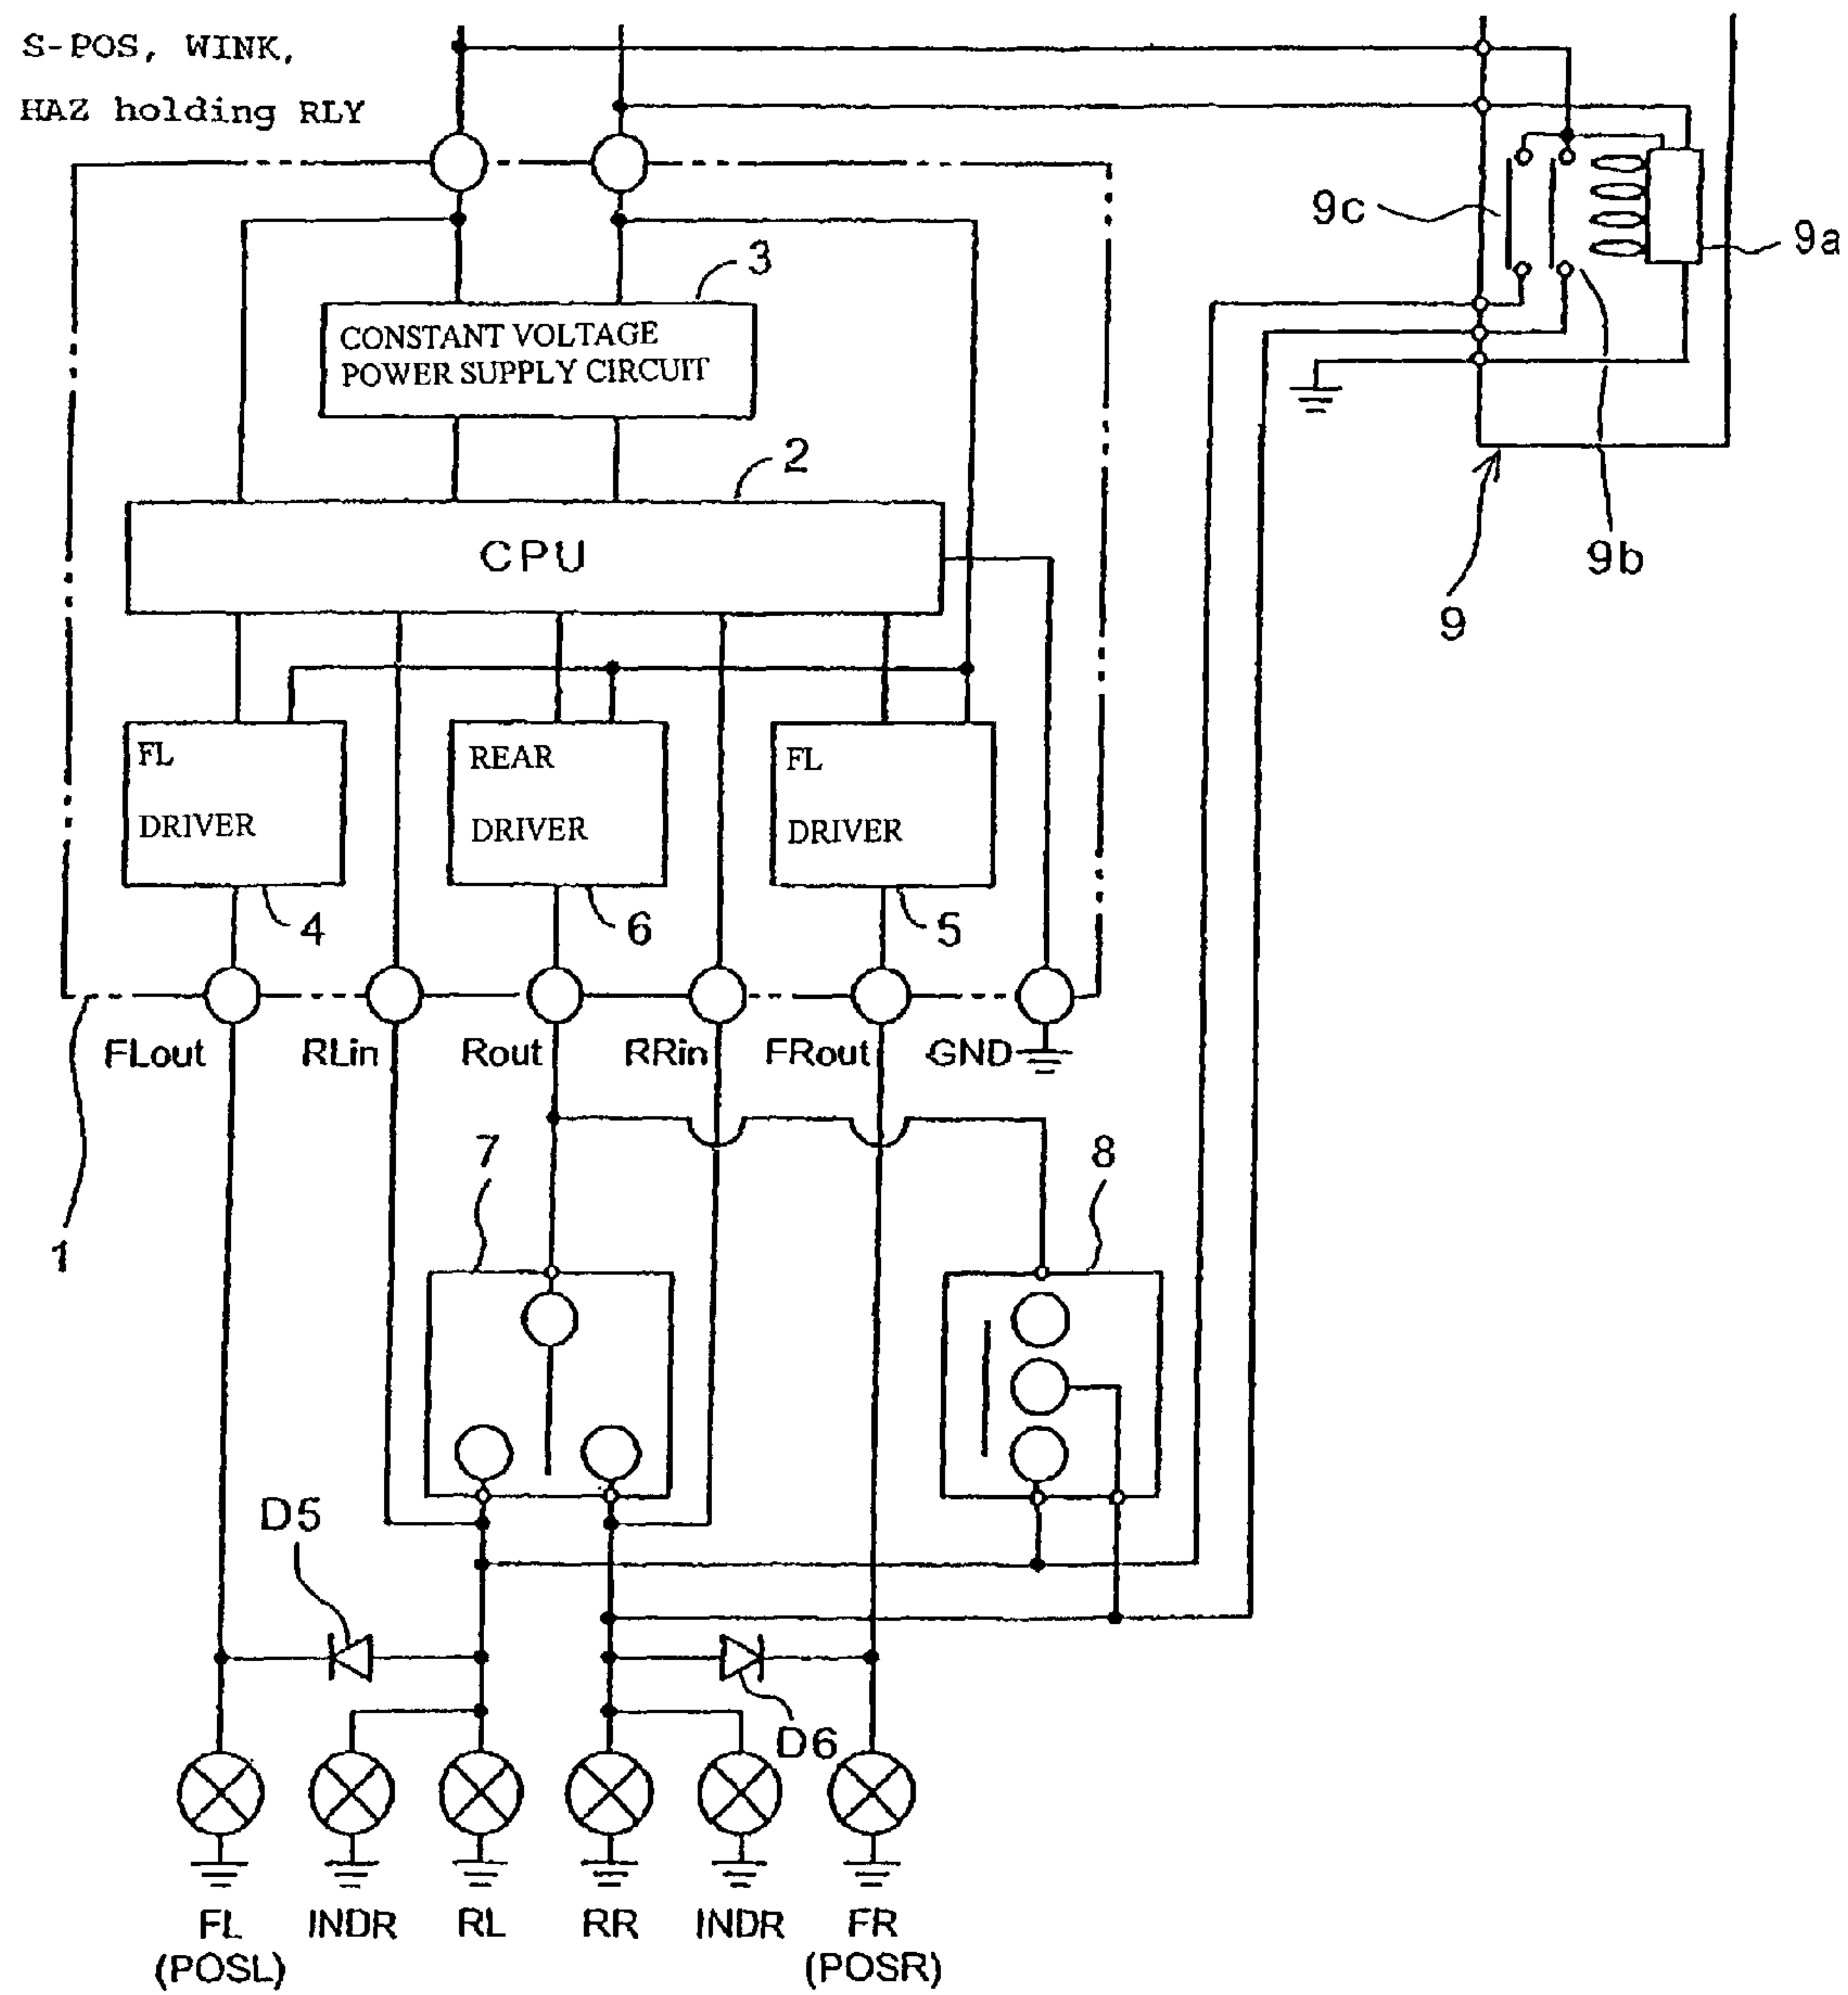 S-POS, WINK,
HAZ holding RLY
9c
9a
3
CONSTANT VOLTAGE
POWER SUPPLY CIRCUIT
2
CPU
9b
9
FL
DRIVER
REAR
DRIVER
FL
DRIVER
4
6
5
FLout
RLin
Rout
RRin
FRout
GND
7
8
1
D5
D6
FL
(POSL)
INDR
RL
RR
INDR
FR
(POSR)